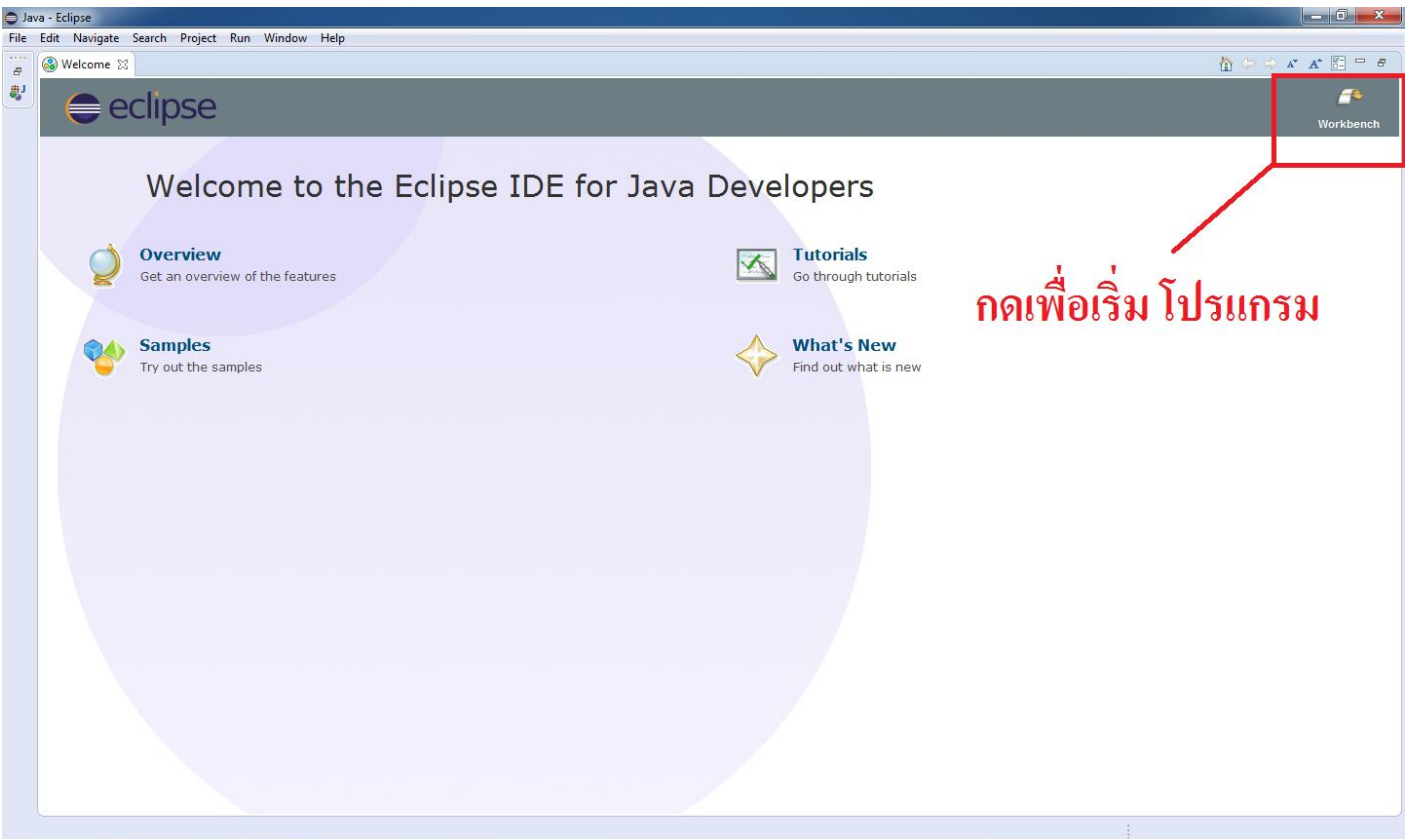 Java - Eclipse
File Edit Navigate Search Project Run Window Help
Welcome
eclipse
Workbench
Welcome to the Eclipse IDE for Java Developers
Overview
Get an overview of the features
Tutorials
Go through tutorials
กดเพื่อเริ่ม โปรแกรม
Samples
Try out the samples
What's New
Find out what is new